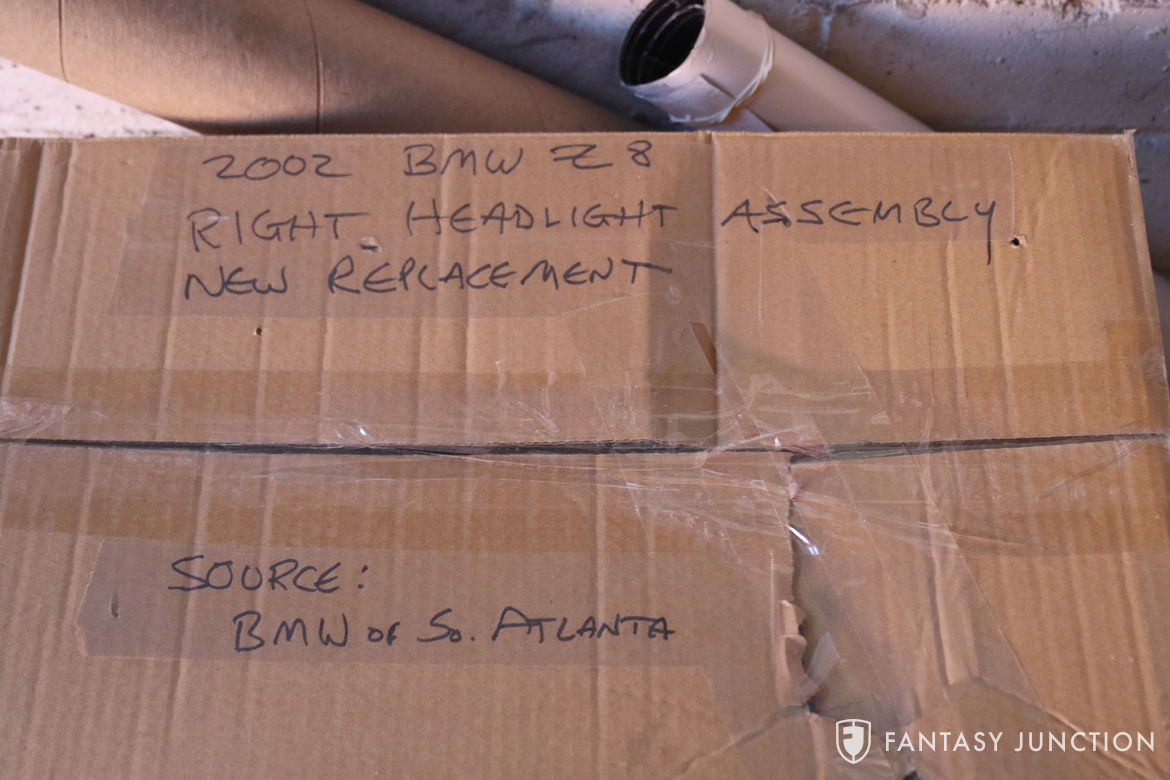 2002 BMW Z8
RIGHT HEADLIGHT ASSEMBLY
NEW REPLACEMENT
SOURCE:
BMW OF SO. ATLANTA
FANTASY JUNCTION